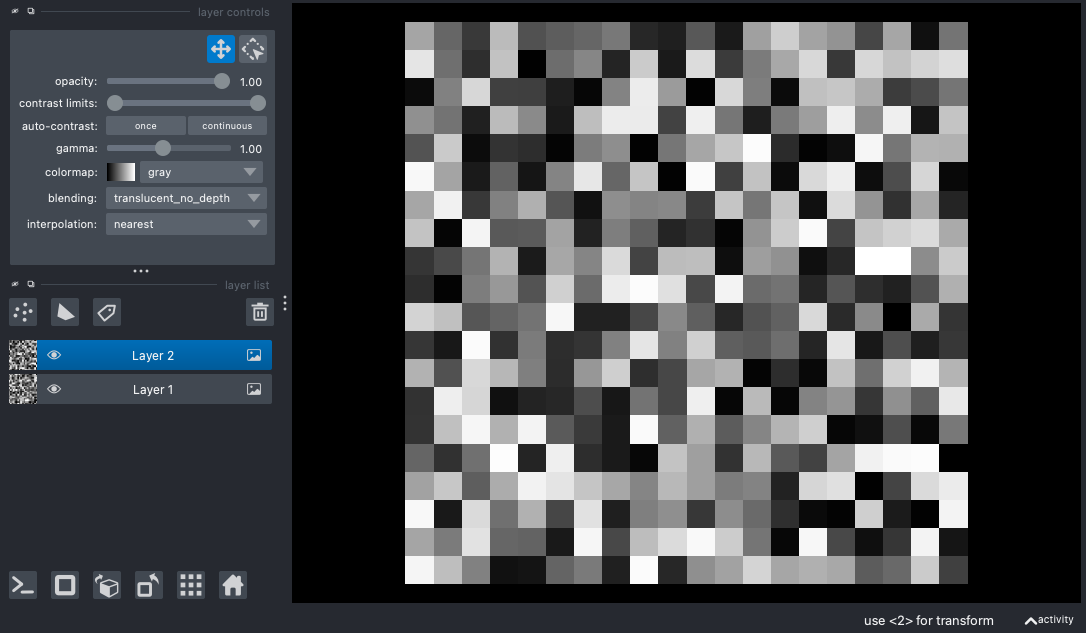 layer controls
opacity: 1.00
contrast limits:
auto-contrast: once continuous
gamma: 1.00
colormap: gray
blending: translucent_no_depth
interpolation: nearest
layer list
Layer 2
Layer 1
use <2> for transform activity